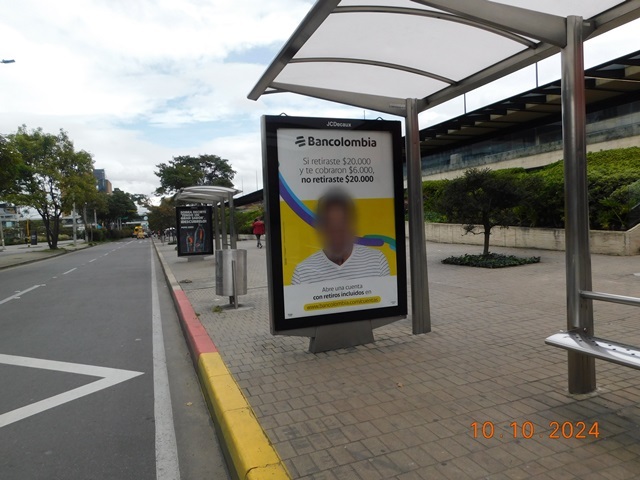 JCDecaux
Bancolombia
Si retiraste $20.000
y te cobraron $6.000,
no retiraste $20.000
Abre una cuenta
con retiros incluidos en
10 10 2024